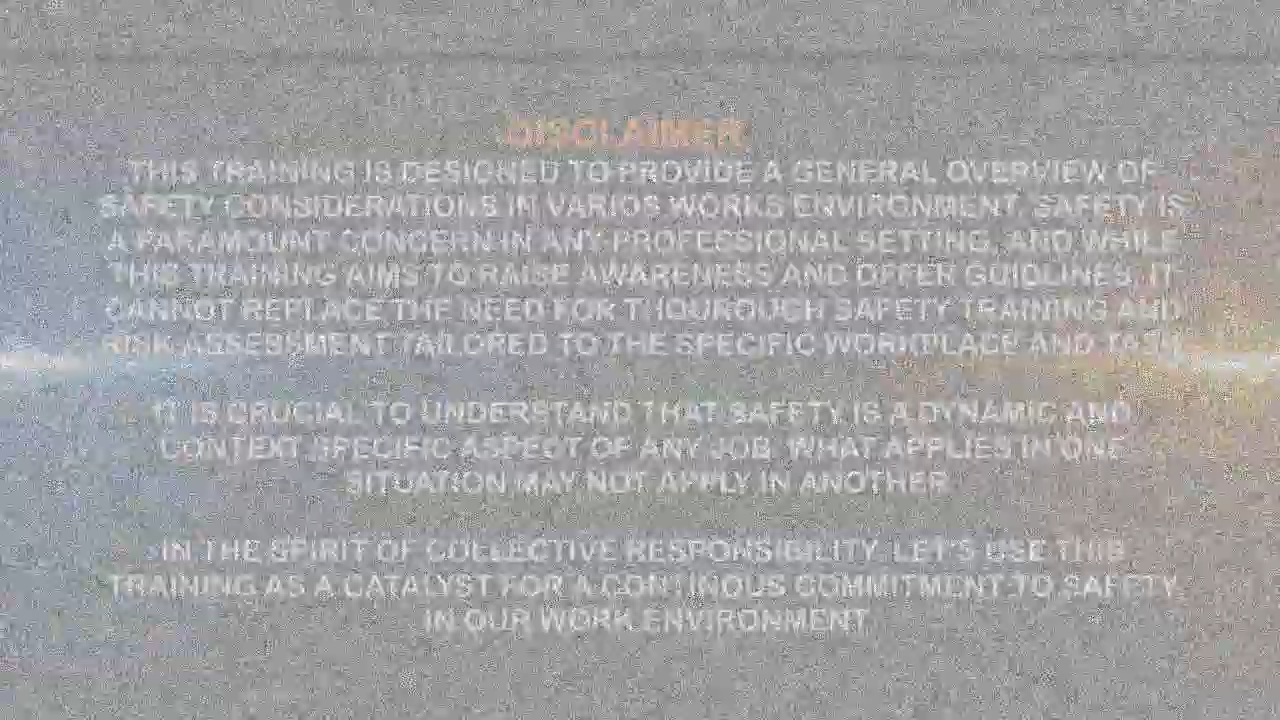 DISCLAIMER
THIS TRAINING IS DESIGNED TO PROVIDE A GENERAL OVERVIEW OF
SAFETY CONSIDERATIONS IN VARIOS WORKS ENVIRONMENT. SAFETY IS
A PARAMOUNT CONCERN IN ANY PROFESSIONAL SETTING, AND WHILE
THIS TRAINING AIMS TO RAISE AWARENESS AND OFFER GUIDLINES, IT
CANNOT REPLACE THE NEED FOR THOUROUGH SAFETY TRAINING AND
RISK ASSESSMENT TAILORED TO THE SPECIFIC WORKPLACE AND TASK
IT IS CRUCIAL TO UNDERSTAND THAT SAFETY IS A DYNAMIC AND
CONTEXT SPECIFIC ASPECT OF ANY JOB. WHAT APPLIES IN ONE
SITUATION MAY NOT APPLY IN ANOTHER
IN THE SPIRIT OF COLLECTIVE RESPONSIBILITY, LET'S USE THIS
TRAINING AS A CATALYST FOR A CONTINOUS COMMITMENT TO SAFETY
IN OUR WORK ENVIRONMENT